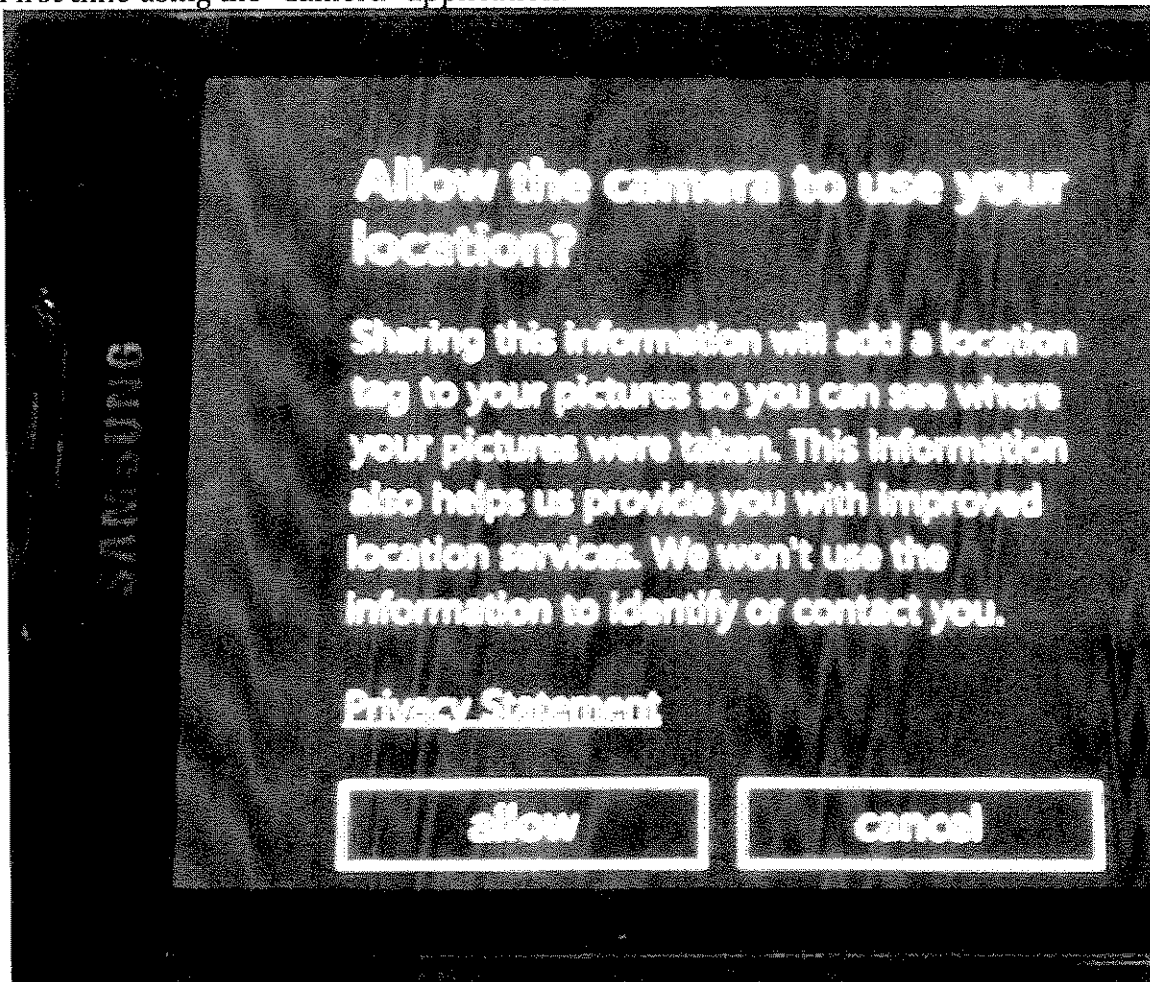 Allow the camera to use your
location?
Sharing this information will add a location
tag to your pictures so you can see where
your pictures were taken. This information
also helps us provide you with improved
location services. We won't use the
information to identify or contact you.
Privacy Statement
allow
cancel
SAMSUNG